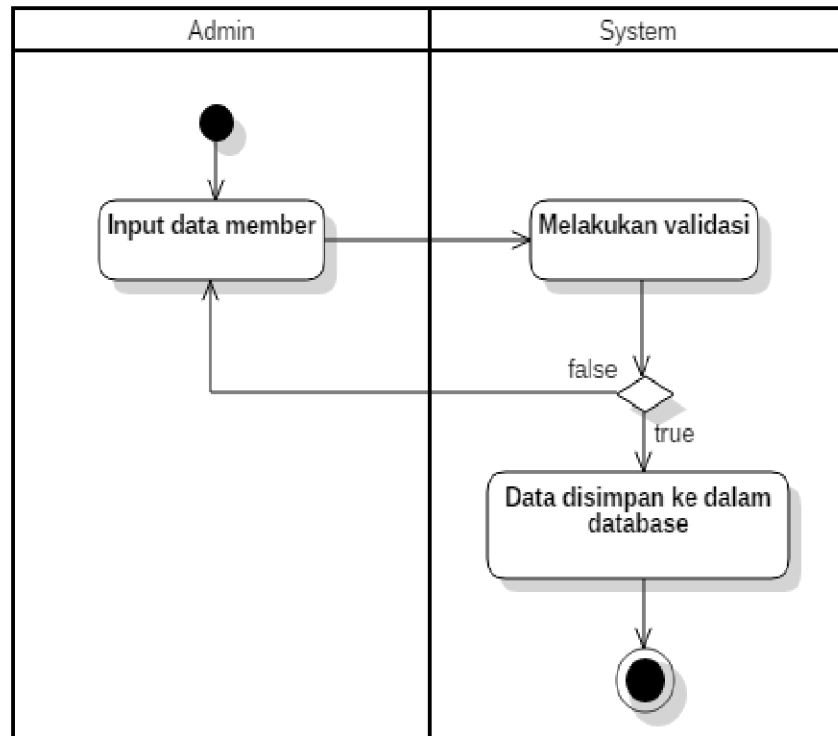 Admin
System
Input data member
Melakukan validasi
false
true
Data disimpan ke dalam
database